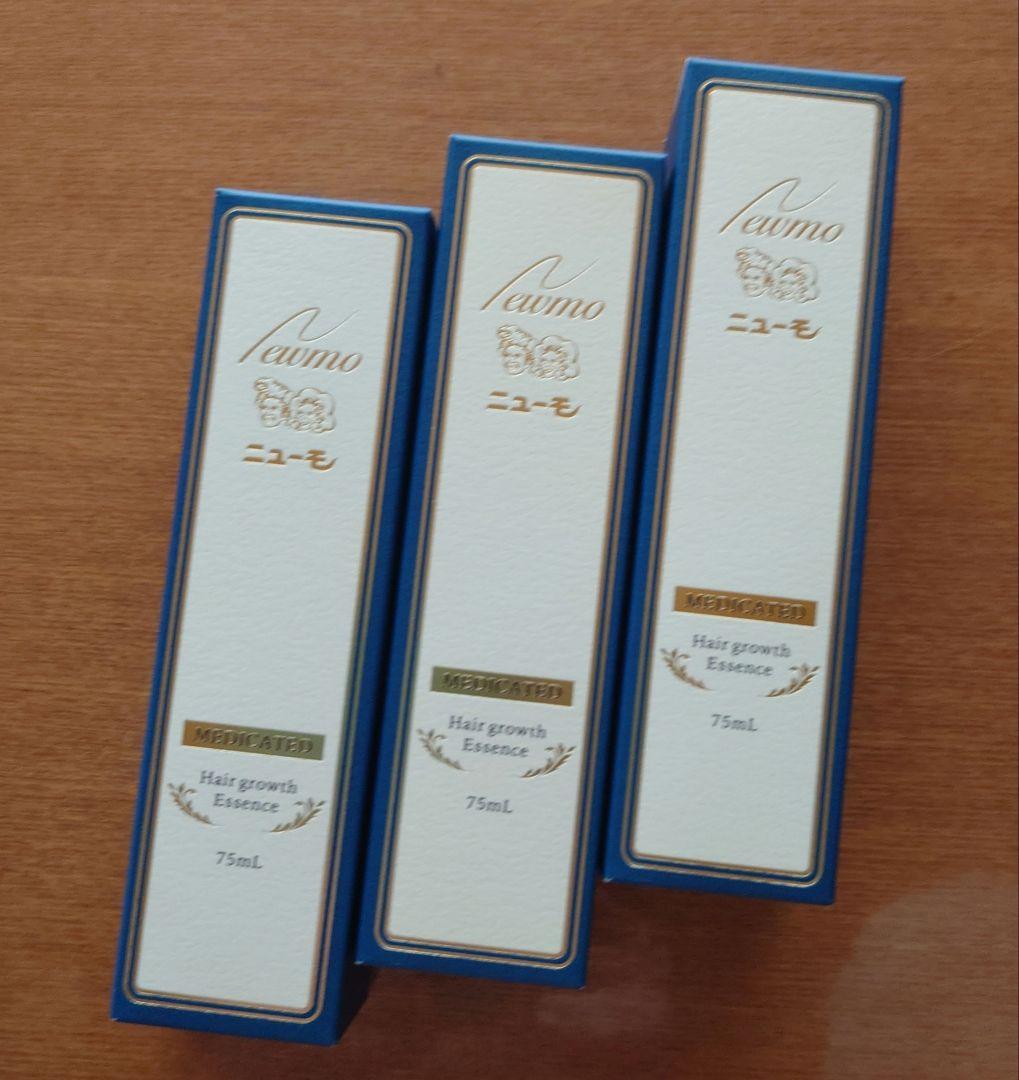 Newmo
ニューモ
MEDICATED
Hair growth
Essence
75mL
Newmo
ニューモ
MEDICATED
Hair growth
Essence
75mL
Newmo
ニューモ
MEDICATED
Hair growth
Essence
75mL